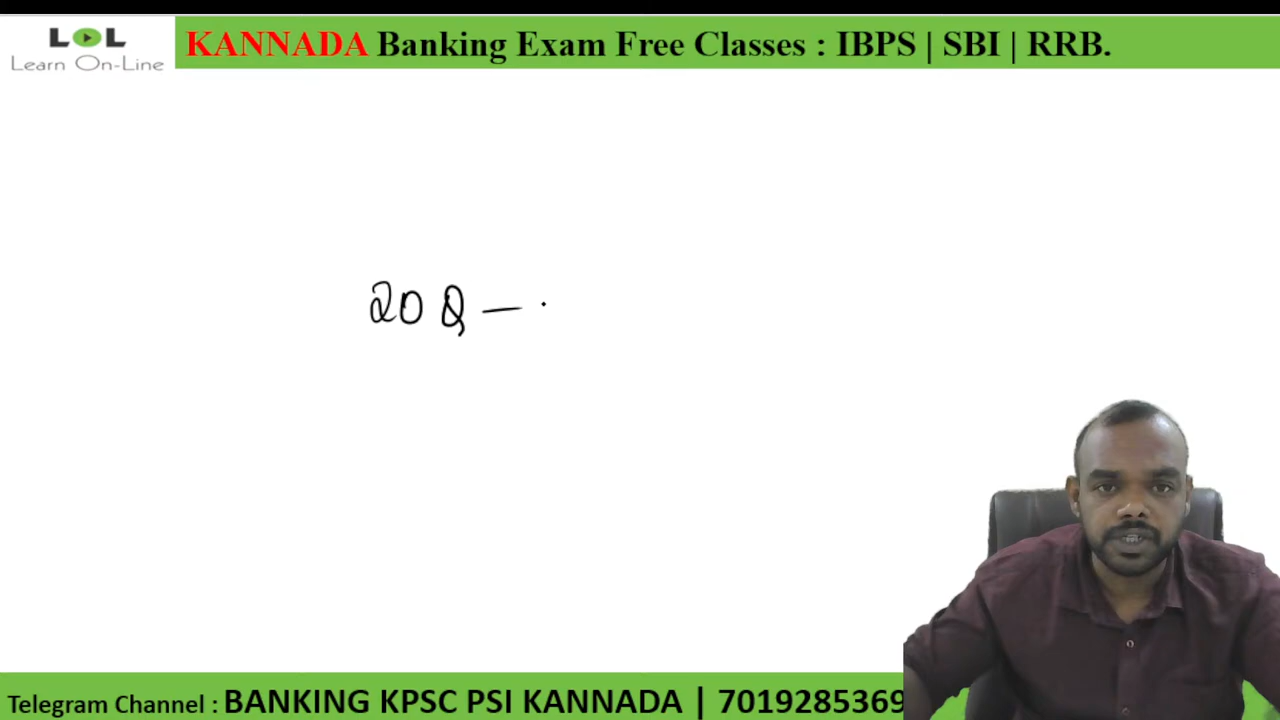 LOL
Learn On-Line
KANNADA Banking Exam Free Classes : IBPS | SBI | RRB.
20 Q —
Telegram Channel : BANKING KPSC PSI KANNADA | 7019285369